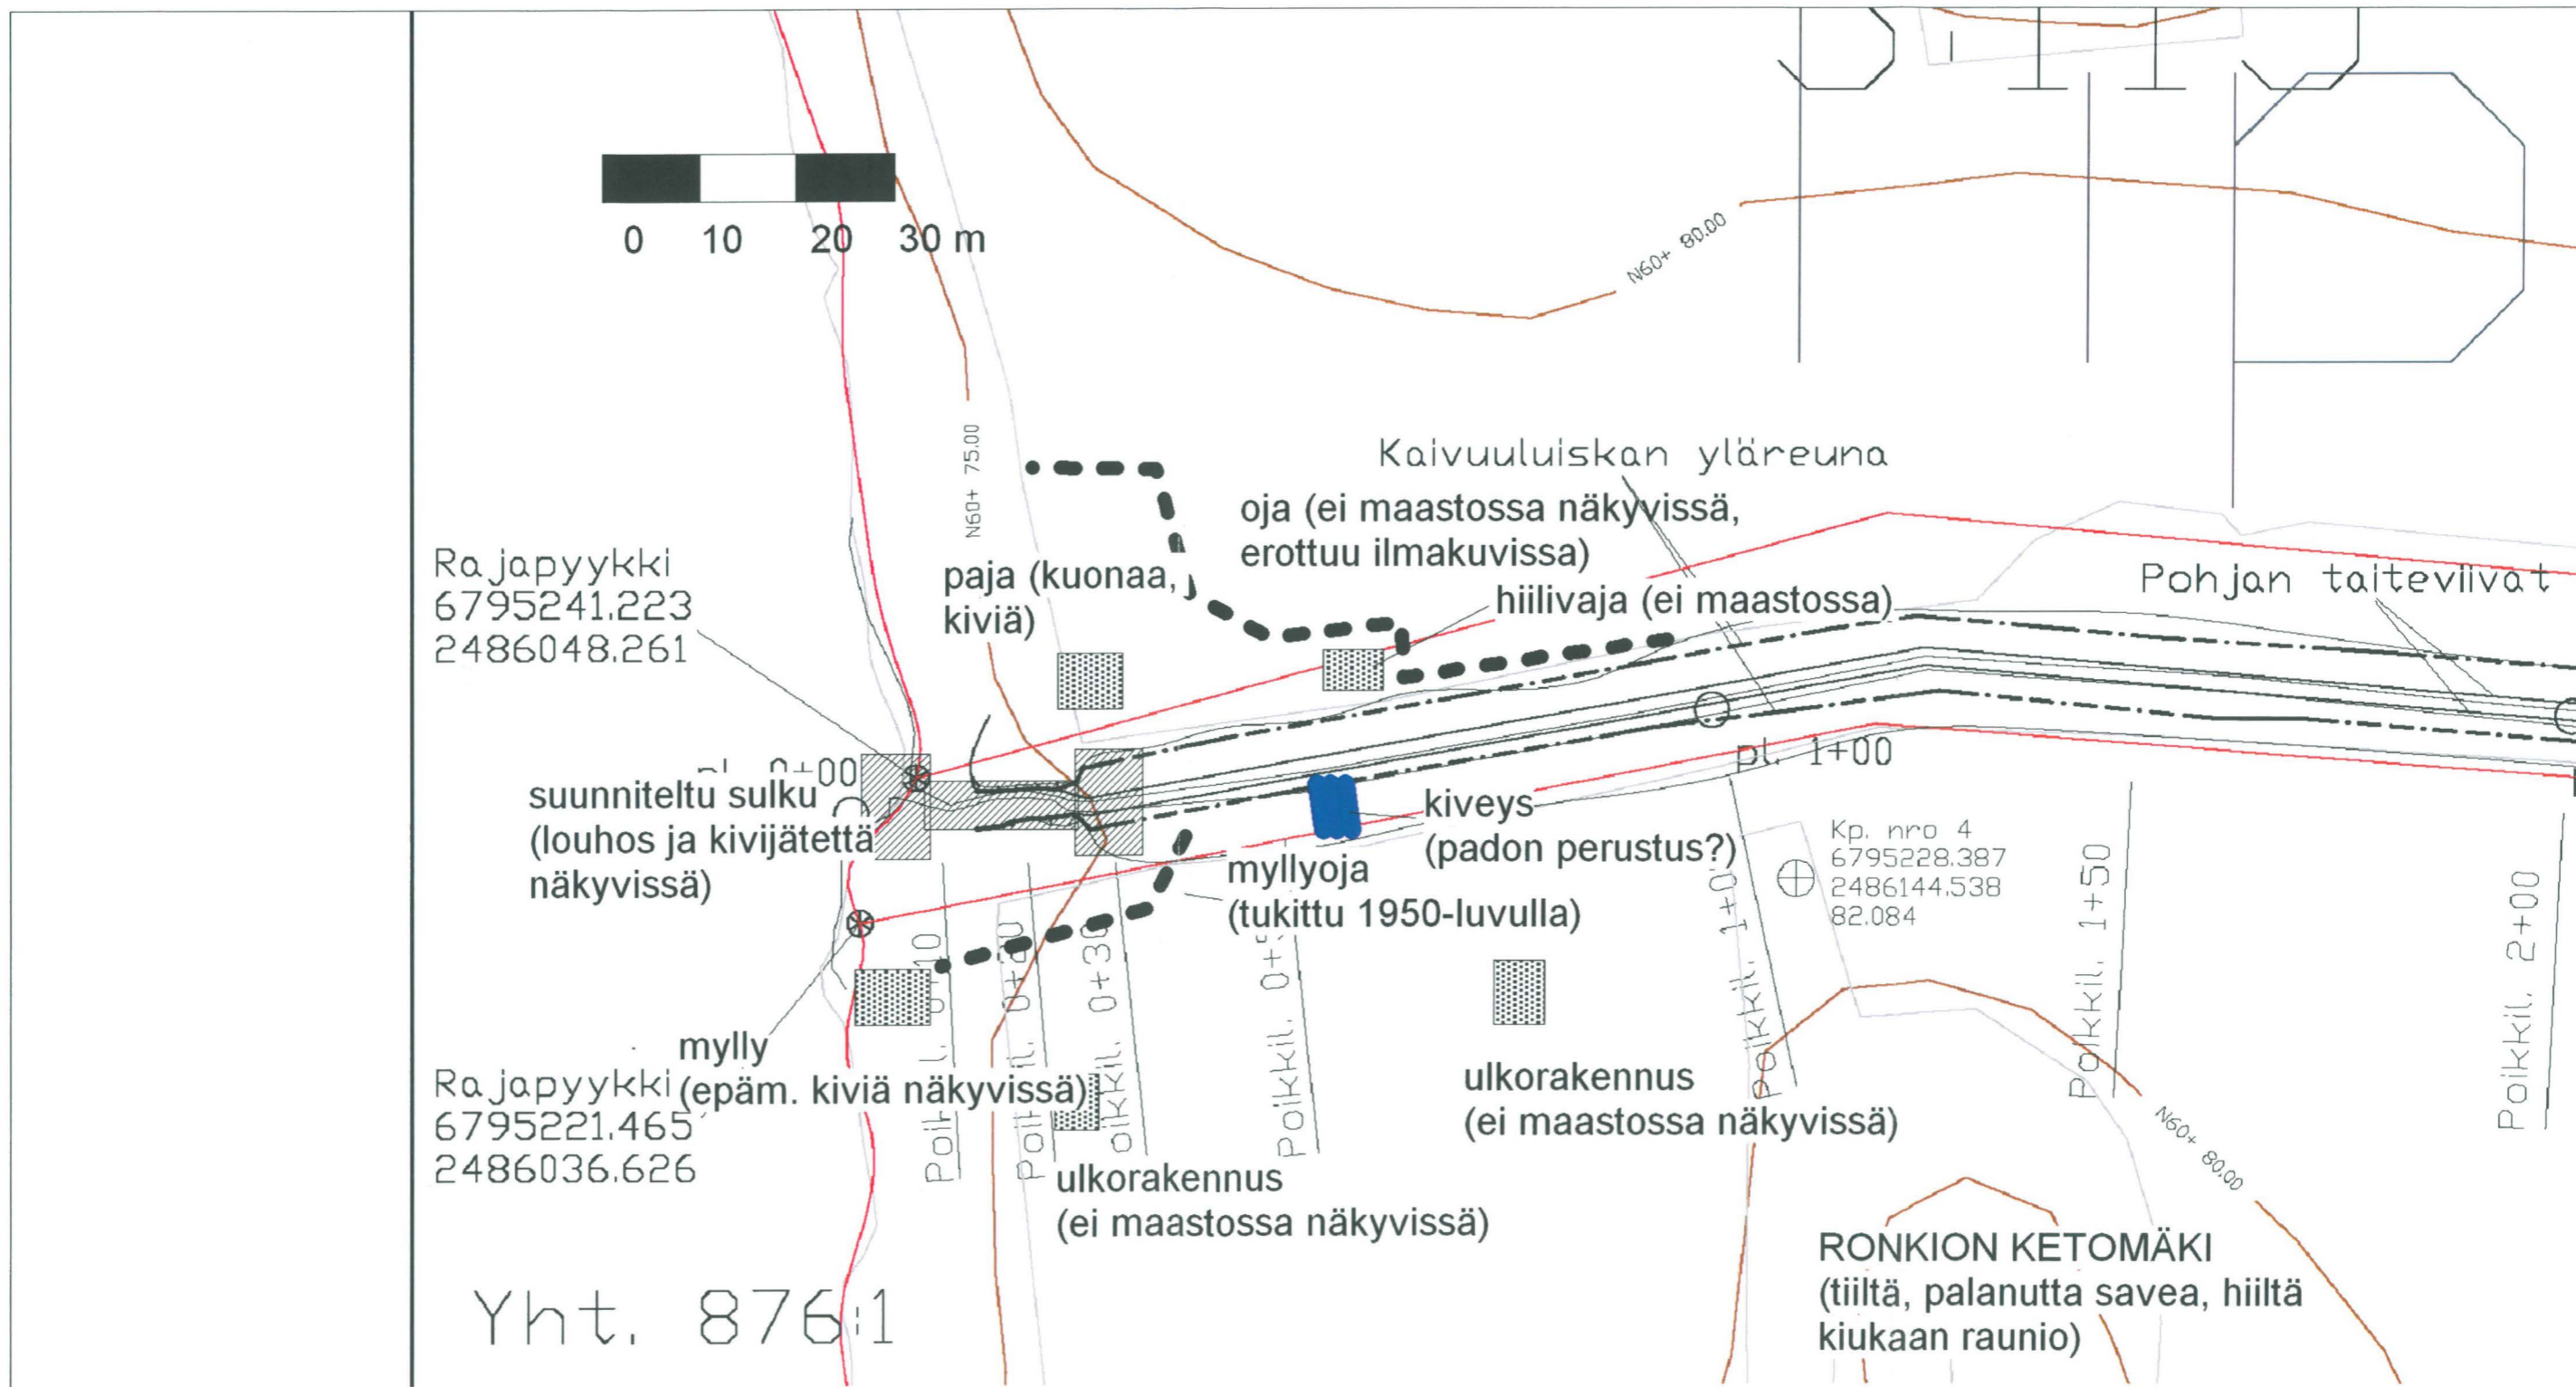 0 10 20 30 m
N60+ 80.00
N60+ 75.00
Kaivuuluiskan yläreuna
oja (ei maastossa näkyvissä,
erottuu ilmakuvissa)
Rajapyykki
6795241.223
2486048.261
paja (kuonaa,
kiviä)
hiilivaja (ei maastossa)
Pohjan taiteviivat
pl. 1+00
suunniteltu sulku
(louhos ja kivijätettä
näkyvissä)
kiveys
(padon perustus?)
Kp. nro 4
6795228.387
2486144.538
82.084
myllyoja
(tukittu 1950-luvulla)
Poikkil. 1+50
Poikkil. 2+00
mylly
(epäm. kiviä näkyvissä)
Rajapyykki
6795221.465
2486036.626
ulkorakennus
(ei maastossa näkyvissä)
ulkorakennus
(ei maastossa näkyvissä)
N60+ 80.00
Yht. 876:1
RONKION KETOMÄKI
(tiiltä, palanutta savea, hiiltä
kiukaan raunio)